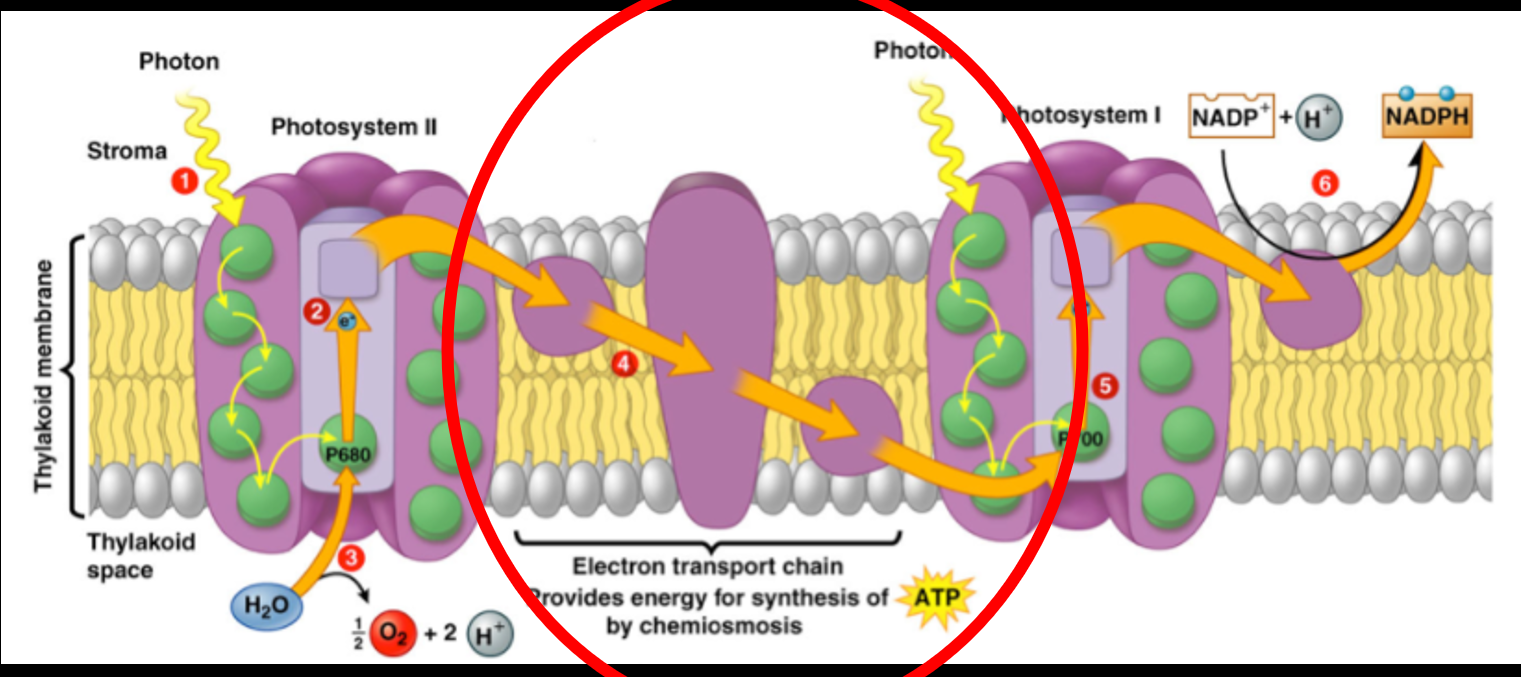 Photon
Photon
Stroma
Photosystem II
Photosystem I
NADP⁺ + H⁺
NADPH
1
2
3
4
5
6
e⁻
P680
P700
Thylakoid membrane
Thylakoid
space
H₂O
½ O₂ + 2 H⁺
Electron transport chain
Provides energy for synthesis of ATP
by chemiosmosis